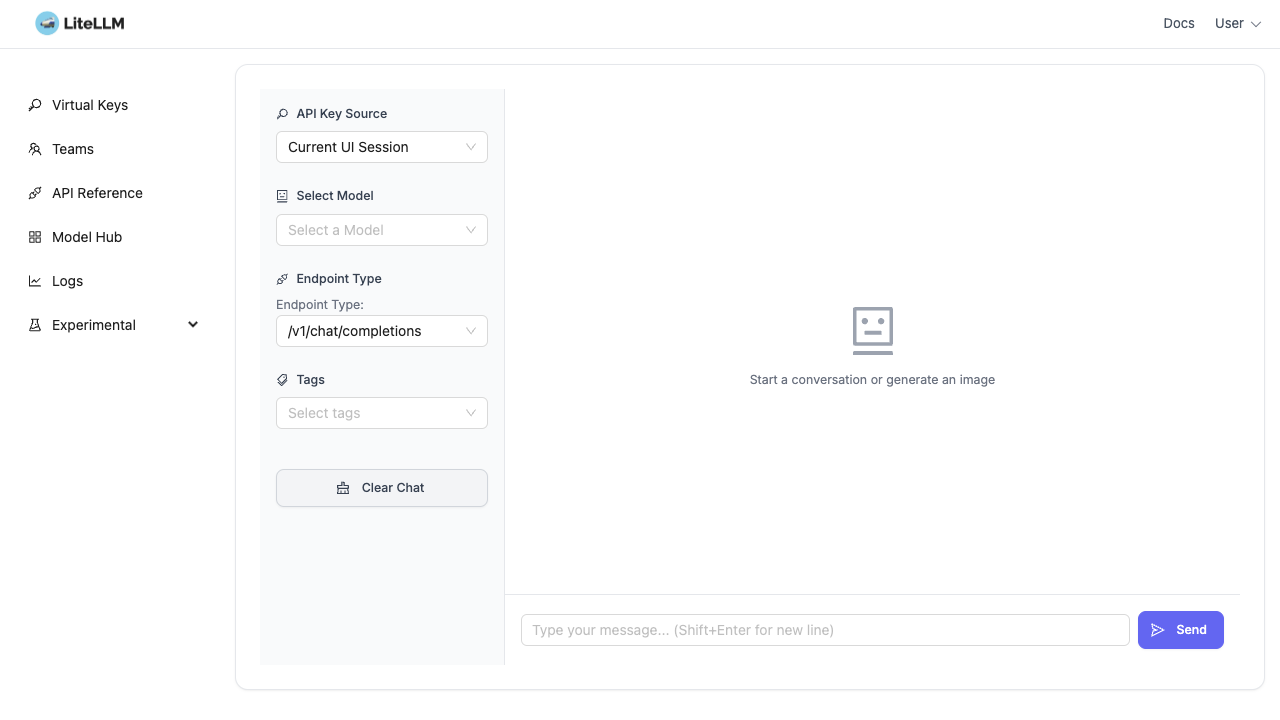 LiteLLM
Docs
User
Virtual Keys
Teams
API Reference
Model Hub
Logs
Experimental
API Key Source
Current UI Session
Select Model
Select a Model
Endpoint Type
Endpoint Type:
/v1/chat/completions
Tags
Select tags
Clear Chat
Start a conversation or generate an image
Type your message... (Shift+Enter for new line)
Send